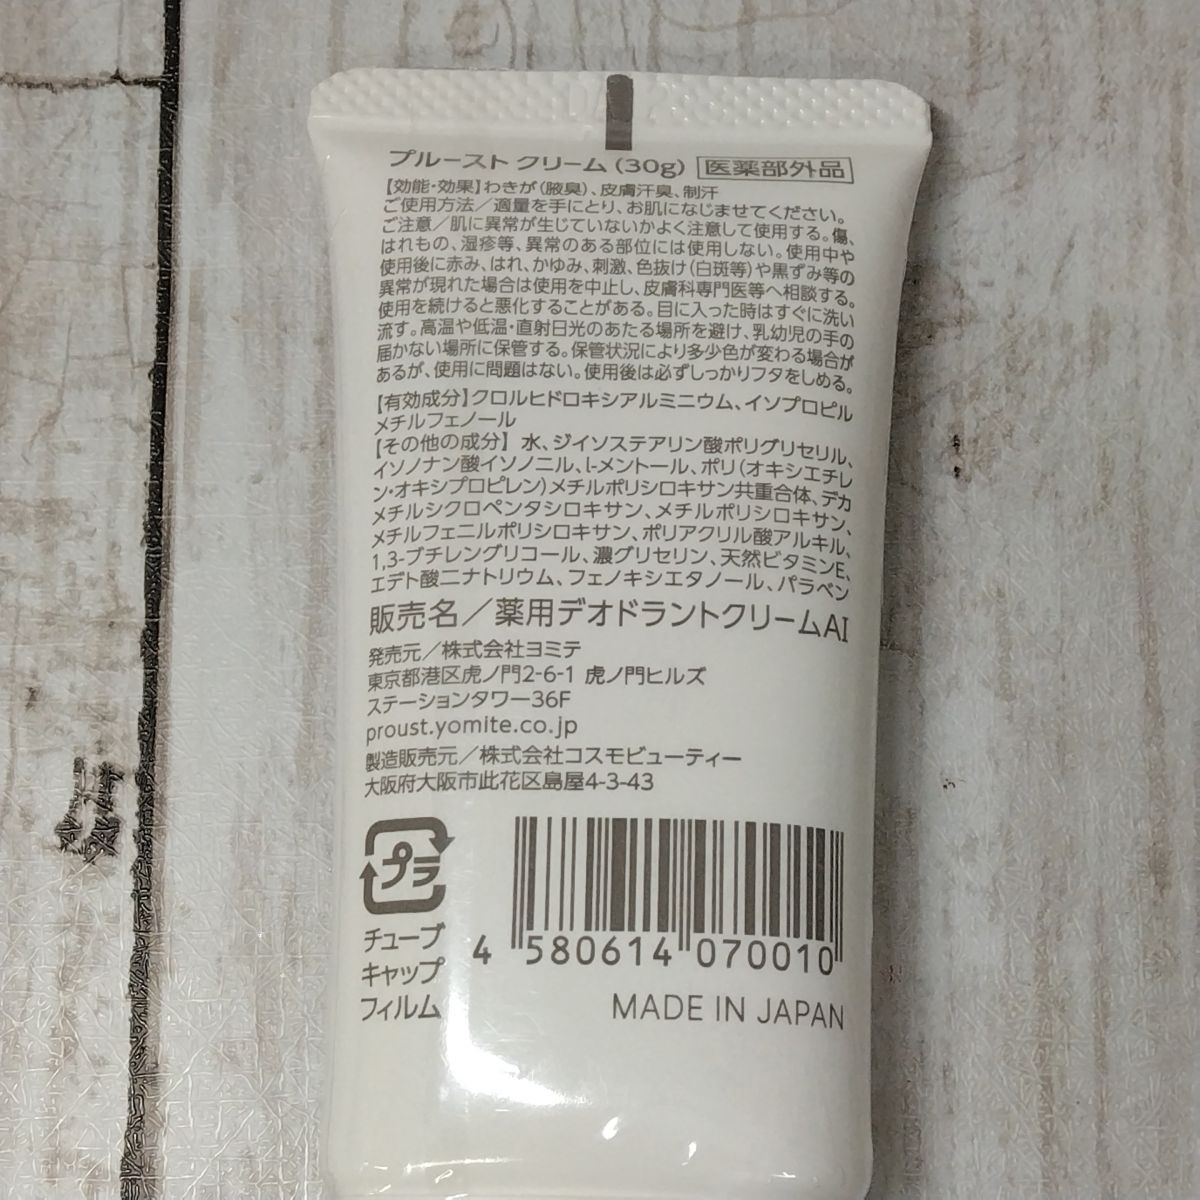 プルースト クリーム(30g) 医薬部外品
【効能・効果】わきが(腋臭)、皮膚汗臭、制汗
ご使用方法／適量を手にとり、お肌になじませてください。
ご注意／肌に異常が生じていないかよく注意して使用する。傷、
はれもの、湿疹等、異常のある部位には使用しない。使用中や
使用後に赤み、はれ、かゆみ、刺激、色抜け(白斑等)や黒ずみ等の
異常が現れた場合は使用を中止し、皮膚科専門医等へ相談する。
使用を続けると悪化することがある。目に入った時はすぐに洗い
流す。高温や低温・直射日光のあたる場所を避け、乳幼児の手の
届かない場所に保管する。保管状況により多少色が変わる場合が
あるが、使用に問題はない。使用後は必ずしっかりフタをしめる。
【有効成分】クロルヒドロキシアルミニウム、イソプロピル
メチルフェノール
【その他の成分】水、ジイソステアリン酸ポリグリセリル、
イソノナン酸イソノニル、l-メントール、ポリ(オキシエチレ
ン・オキシプロピレン)メチルポリシロキサン共重合体、デカ
メチルシクロペンタシロキサン、メチルポリシロキサン、
メチルフェニルポリシロキサン、ポリアクリル酸アルキル、
1,3-ブチレングリコール、濃グリセリン、天然ビタミンE、
エデト酸二ナトリウム、フェノキシエタノール、パラベン
販売名／薬用デオドラントクリームAI
発売元／株式会社ヨミテ
東京都港区虎ノ門2-6-1 虎ノ門ヒルズ
ステーションタワー36F
proust.yomite.co.jp
製造販売元／株式会社コスモビューティー
大阪府大阪市此花区島屋4-3-43
プラ
チューブ
キャップ
フィルム
4 580614 070010
MADE IN JAPAN